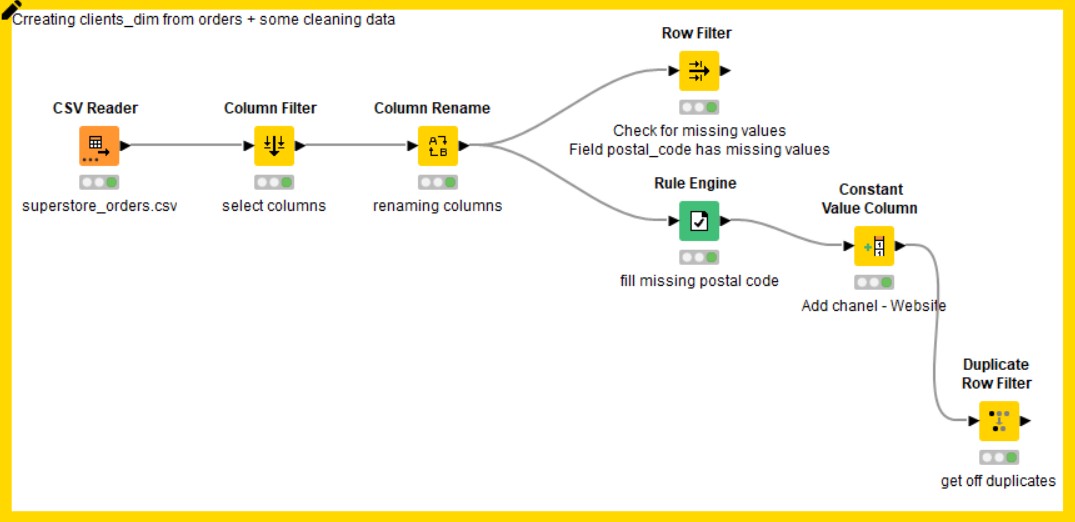 Crreating clients_dim from orders + some cleaning data
Row Filter
CSV Reader
Column Filter
Column Rename
Check for missing values
Field postal_code has missing values
superstore_orders.csv
select columns
renaming columns
Rule Engine
Constant
Value Column
fill missing postal code
Add chanel - Website
Duplicate
Row Filter
get off duplicates